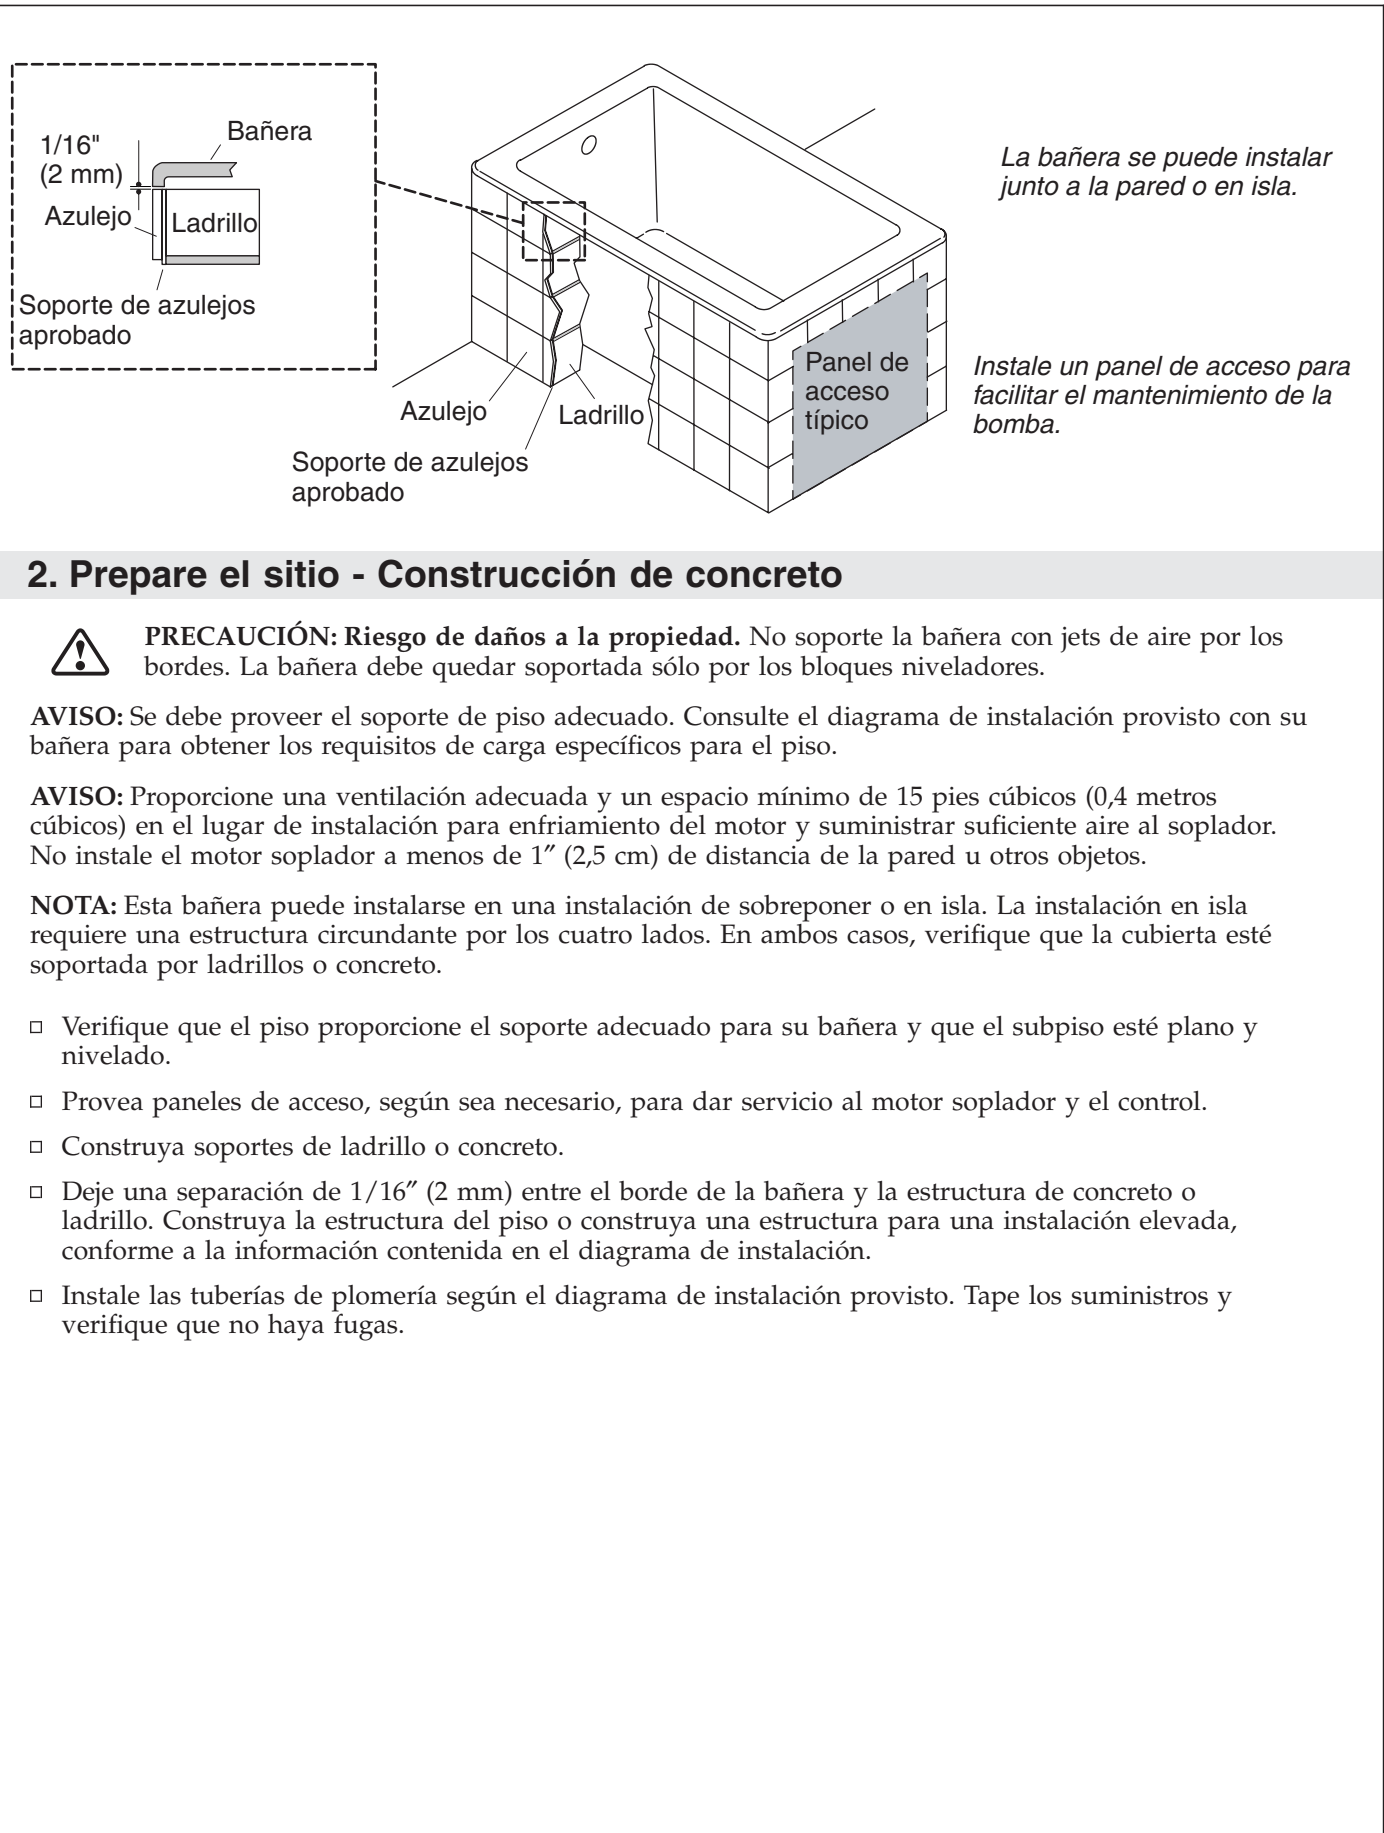 1/16"
(2 mm)
Bañera
Azulejo
Ladrillo
Soporte de azulejos
aprobado
La bañera se puede instalar
junto a la pared o en isla.
Panel de
acceso
típico
Instale un panel de acceso para
facilitar el mantenimiento de la
bomba.
Azulejo
Ladrillo
Soporte de azulejos
aprobado
2. Prepare el sitio - Construcción de concreto
PRECAUCIÓN: Riesgo de daños a la propiedad. No soporte la bañera con jets de aire por los
bordes. La bañera debe quedar soportada sólo por los bloques niveladores.
AVISO: Se debe proveer el soporte de piso adecuado. Consulte el diagrama de instalación provisto con su
bañera para obtener los requisitos de carga específicos para el piso.
AVISO: Proporcione una ventilación adecuada y un espacio mínimo de 15 pies cúbicos (0,4 metros
cúbicos) en el lugar de instalación para enfriamiento del motor y suministrar suficiente aire al soplador.
No instale el motor soplador a menos de 1″ (2,5 cm) de distancia de la pared u otros objetos.
NOTA: Esta bañera puede instalarse en una instalación de sobreponer o en isla. La instalación en isla
requiere una estructura circundante por los cuatro lados. En ambos casos, verifique que la cubierta esté
soportada por ladrillos o concreto.
□ Verifique que el piso proporcione el soporte adecuado para su bañera y que el subpiso esté plano y
nivelado.
□ Provea paneles de acceso, según sea necesario, para dar servicio al motor soplador y el control.
□ Construya soportes de ladrillo o concreto.
□ Deje una separación de 1/16″ (2 mm) entre el borde de la bañera y la estructura de concreto o
ladrillo. Construya la estructura del piso o construya una estructura para una instalación elevada,
conforme a la información contenida en el diagrama de instalación.
□ Instale las tuberías de plomería según el diagrama de instalación provisto. Tape los suministros y
verifique que no haya fugas.